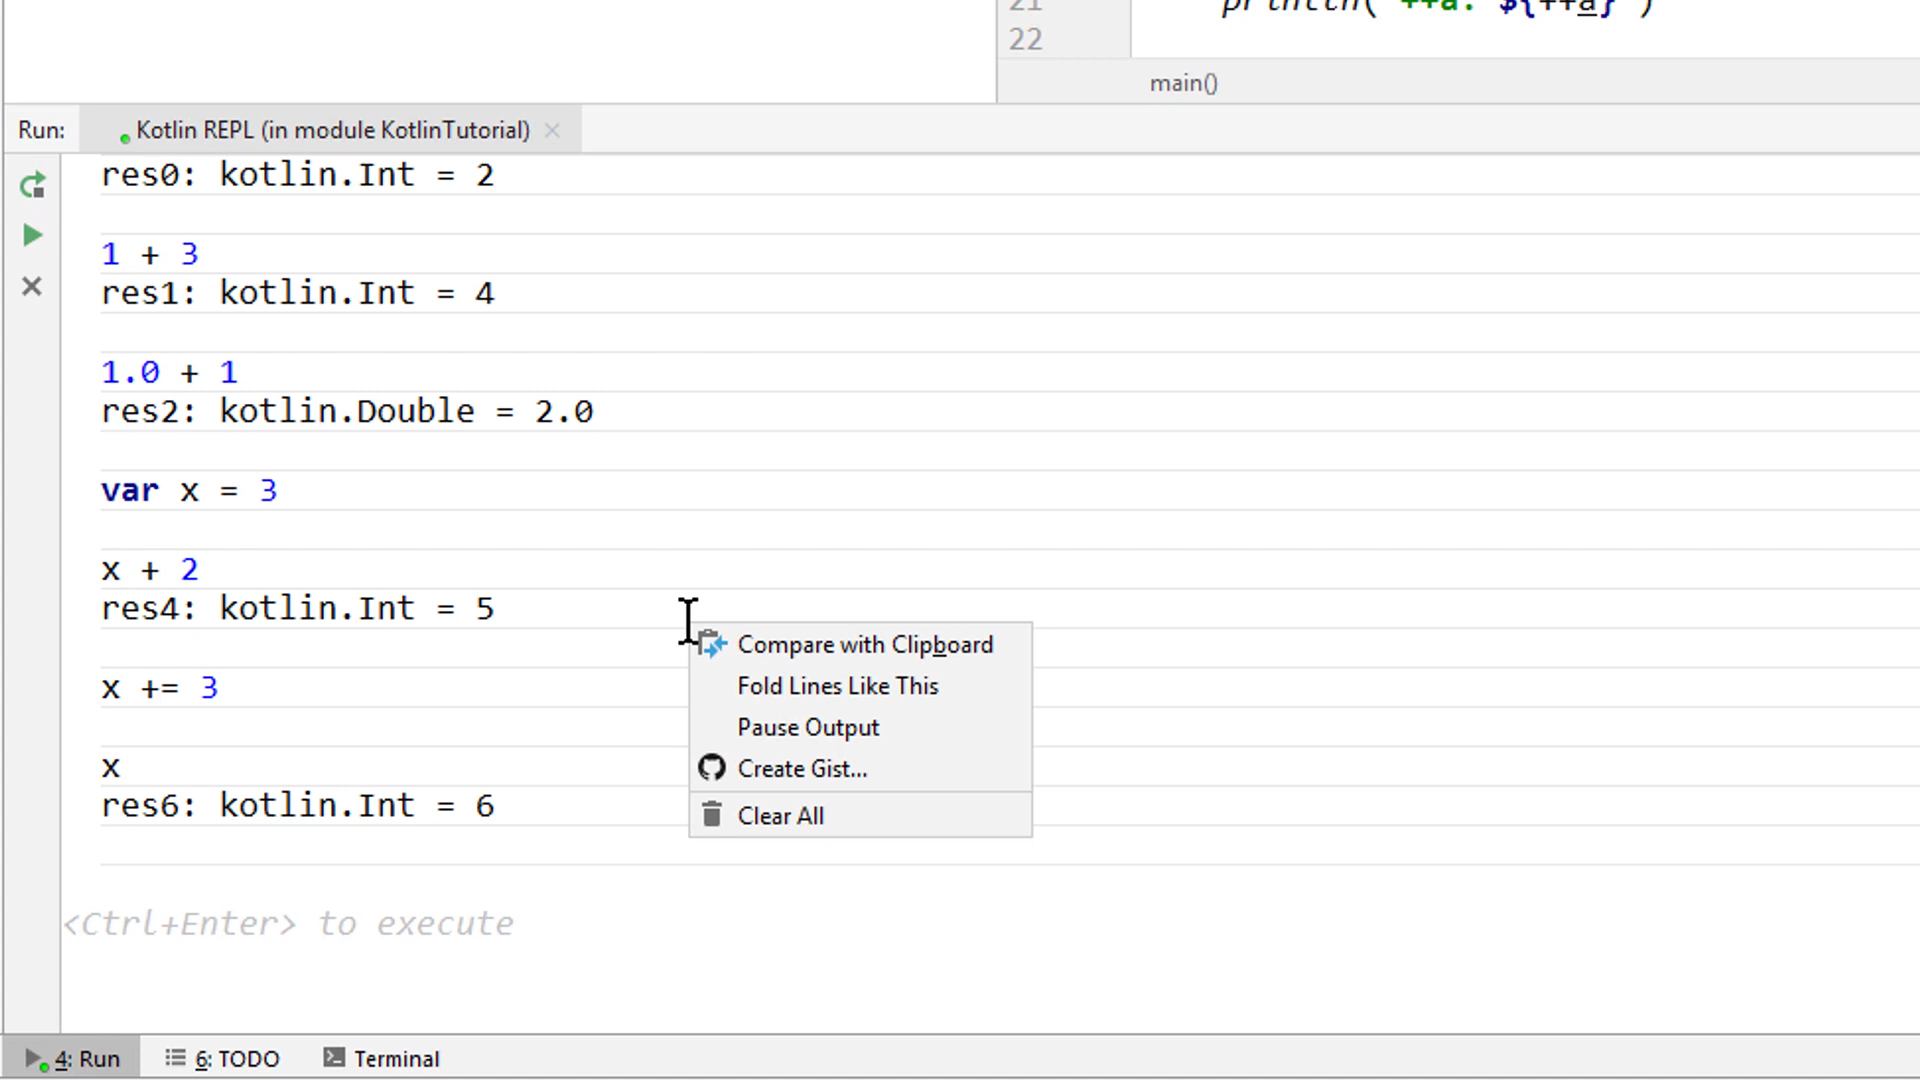 21 println("++a: ${++a}")
22
main()
Run: Kotlin REPL (in module KotlinTutorial)
res0: kotlin.Int = 2
1 + 3
res1: kotlin.Int = 4
1.0 + 1
res2: kotlin.Double = 2.0
var x = 3
x + 2
res4: kotlin.Int = 5
x += 3
x
res6: kotlin.Int = 6
Compare with Clipboard
Fold Lines Like This
Pause Output
Create Gist...
Clear All
<Ctrl+Enter> to execute
4: Run 6: TODO Terminal